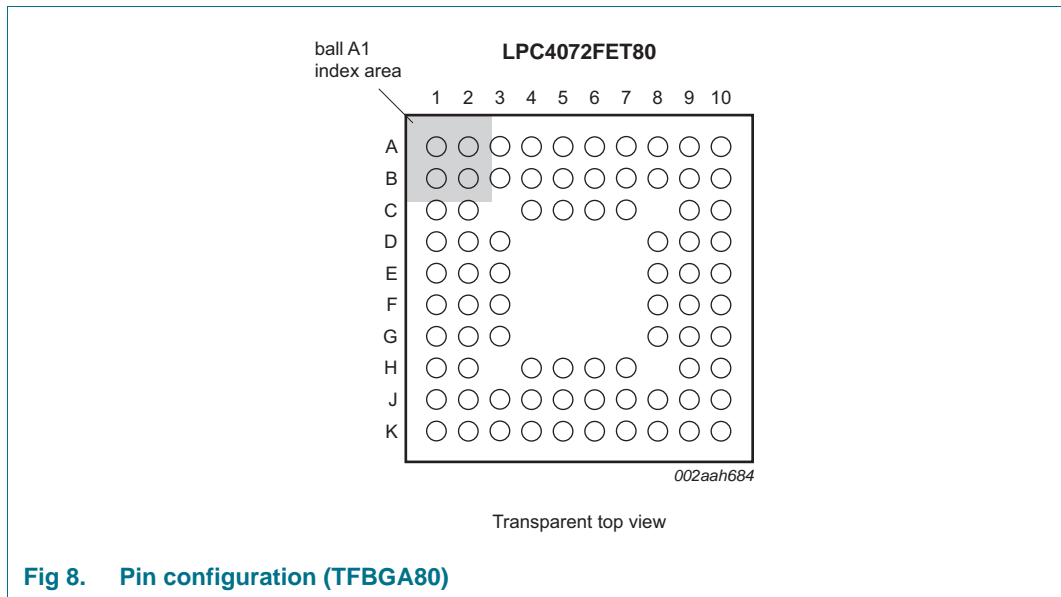 ball A1
index area
LPC4072FET80
1 2 3 4 5 6 7 8 9 10
A
B
C
D
E
F
G
H
J
K
002aah684
Transparent top view
Fig 8. Pin configuration (TFBGA80)